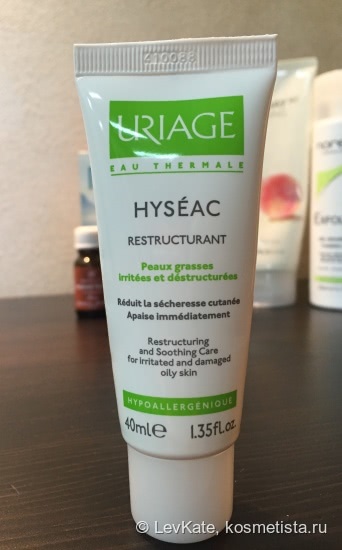 410088
URIAGE
EAU THERMALE
HYSÉAC
RESTRUCTURANT
Peaux grasses
irritées et déstructurées
Réduit la sécheresse cutanée
Apaise immédiatement
Restructuring
and Soothing Care
for irritated and damaged
oily skin
HYPOALLERGÉNIQUE
40ml℮ 1.35fl.oz.
© LevKate, kosmetista.ru